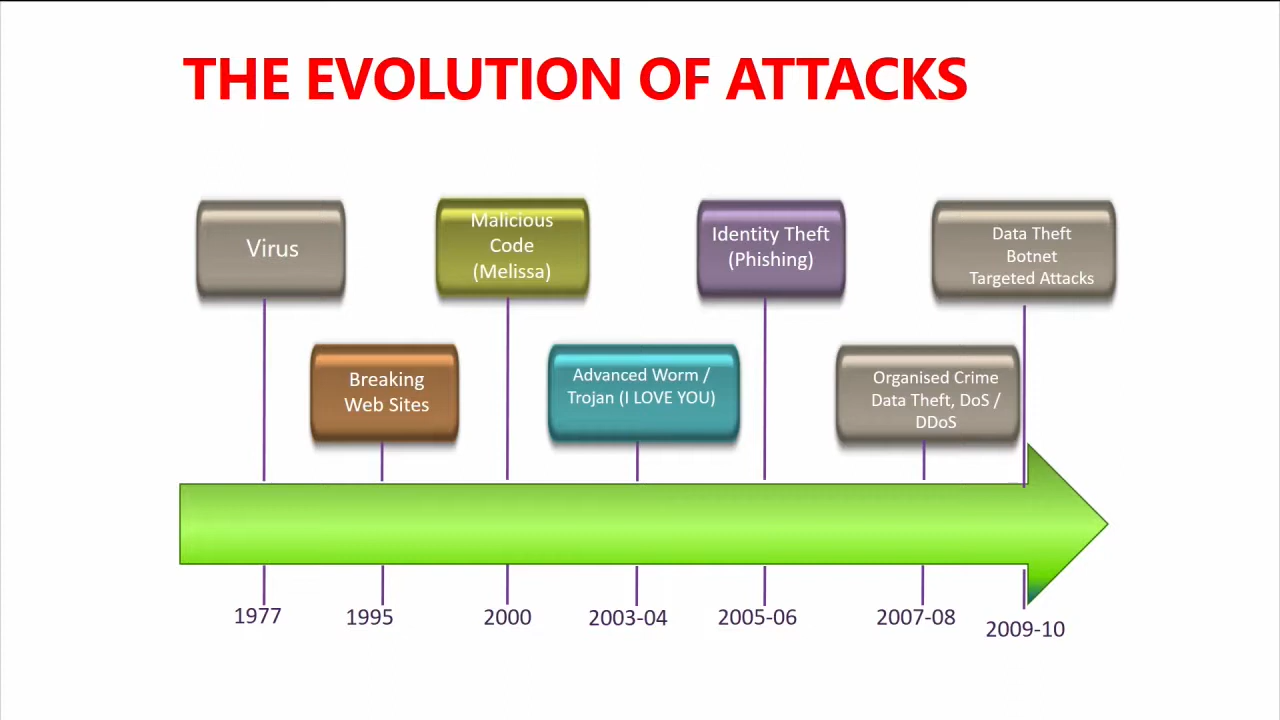 THE EVOLUTION OF ATTACKS
Virus
Malicious
Code
(Melissa)
Identity Theft
(Phishing)
Data Theft
Botnet
Targeted Attacks
Breaking
Web Sites
Advanced Worm /
Trojan (I LOVE YOU)
Organised Crime
Data Theft, DoS /
DDoS
1977
1995
2000
2003-04
2005-06
2007-08
2009-10